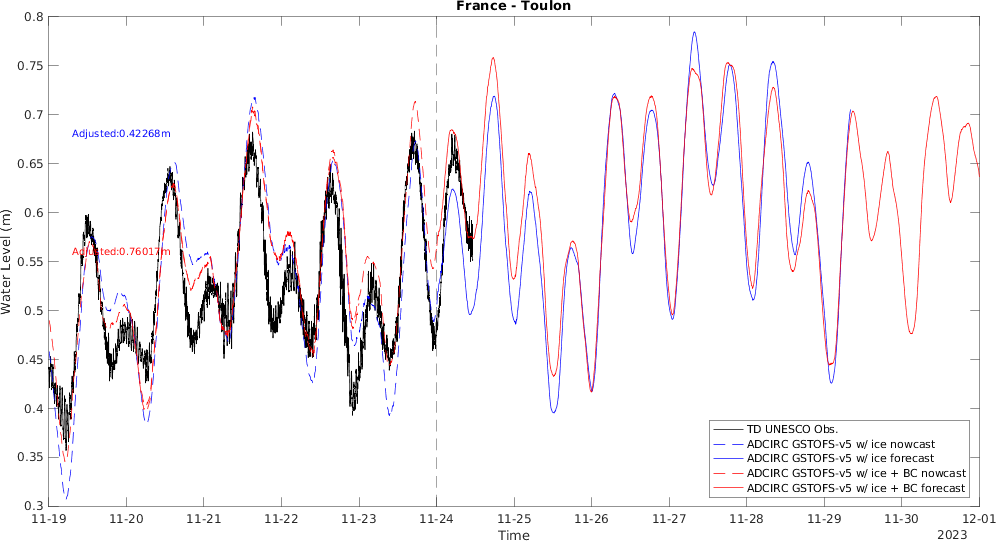 France - Toulon
Water Level (m)
0.8
0.75
0.7
0.65
0.6
0.55
0.5
0.45
0.4
0.35
0.3
Adjusted:0.42268m
Adjusted:0.76017m
TD UNESCO Obs.
ADCIRC GSTOFS-v5 w/ ice nowcast
ADCIRC GSTOFS-v5 w/ ice forecast
ADCIRC GSTOFS-v5 w/ ice + BC nowcast
ADCIRC GSTOFS-v5 w/ ice + BC forecast
11-19 11-20 11-21 11-22 11-23 11-24 11-25 11-26 11-27 11-28 11-29 11-30 12-01
Time
2023